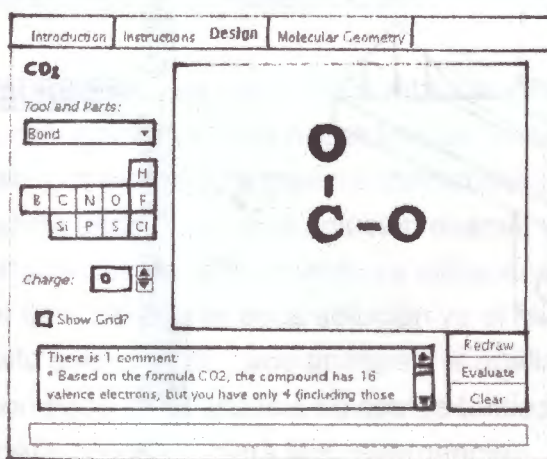 Introduction Instructions Design Molecular Geometry
CO2
Tool and Parts:
Bond
H
B C N O F
Si P S Cl
Charge: 0
Show Grid?
O
C O
There is 1 comment:
* Based on the formula CO2, the compound has 16
valence electrons, but you have only 4 (including those
Redraw
Evaluate
Clear